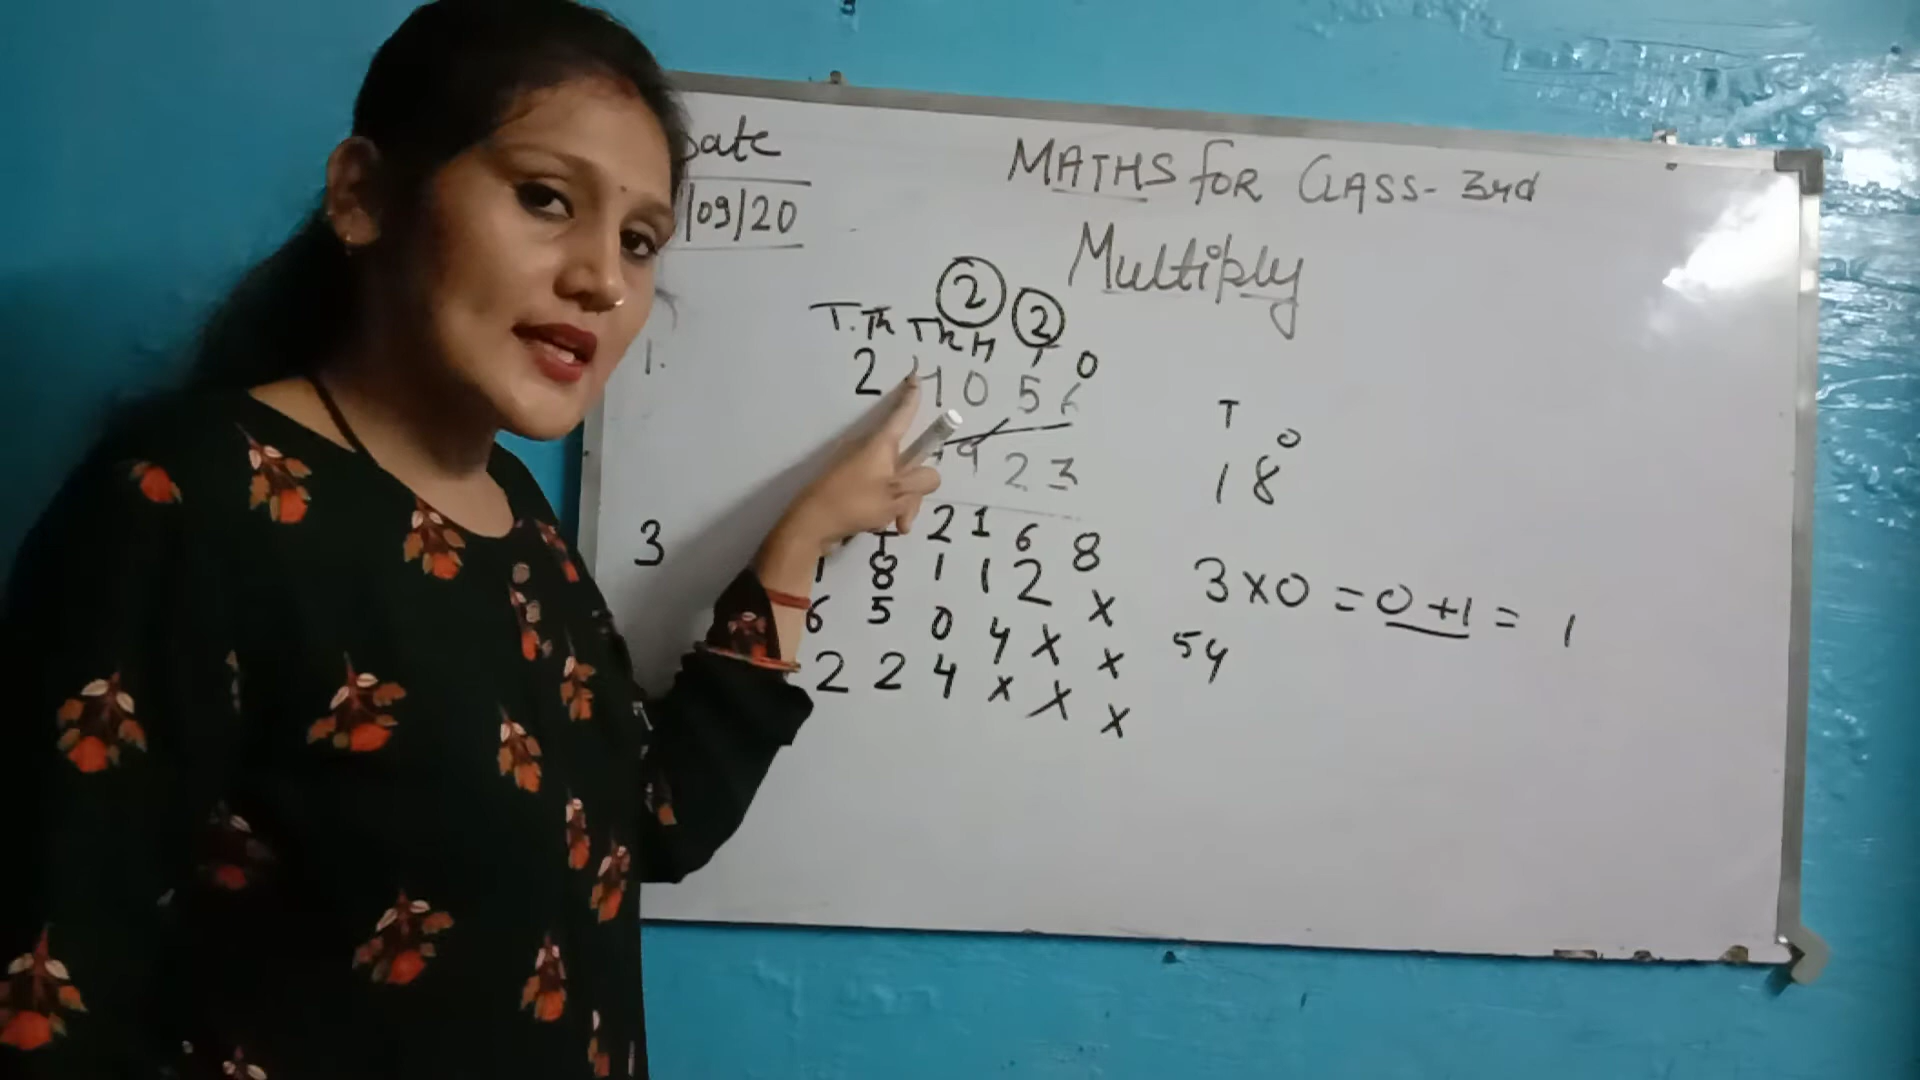 Date
/09/20
MATHS FOR CLASS- 3rd
Multiply
2 2
T.Th Th H T O
1.
2 4 0 5 6
9 2 3
T O
1 8
3
2 1 6 8
1 8 1 1 2 x
3 x 0 = 0 + 1 = 1
6 5 0 4 x x
54
2 2 4 x x x